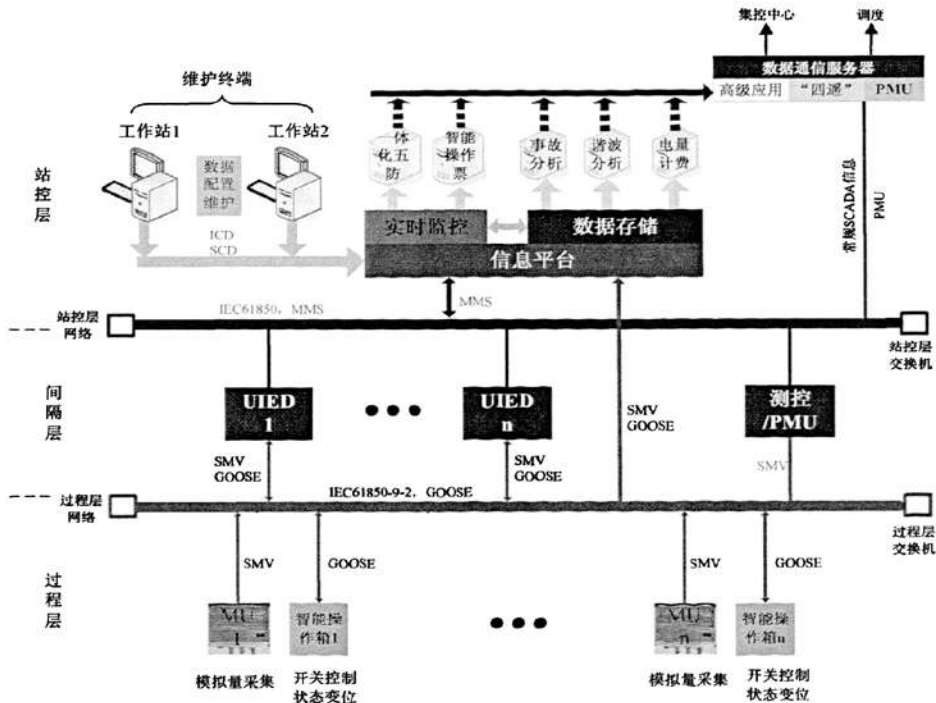 集控中心
调度
数据通信服务器
高级应用
“四遥”
PMU
维护终端
工作站1
工作站2
数据
配置
维护
一体
化五
防
智能
操作
票
事故
分析
谐波
分析
电量
计费
站
控
层
实时监控
数据存储
信息平台
ICD
SCD
常规SCADA信息
PMU
IEC61850，MMS
MMS
站控层
网络
站控层
交换机
间
隔
层
UIED
1
UIED
n
测控
/PMU
SMV
GOOSE
SMV
GOOSE
SMV
GOOSE
SMV
IEC61850-9-2，GOOSE
过程层
网络
过程层
交换机
过
程
层
SMV
GOOSE
SMV
GOOSE
MU
1
智能操
作箱1
MU
n
智能操
作箱n
模拟量采集
开关控制
状态变位
模拟量采集
开关控制
状态变位